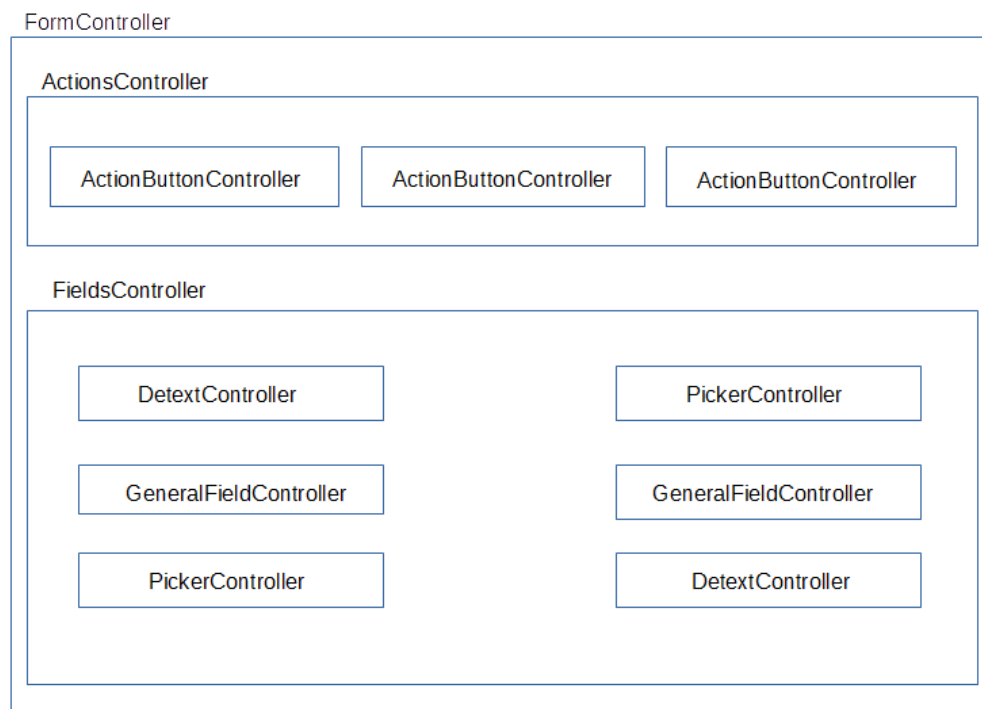 FormController
ActionsController
ActionButtonController ActionButtonController ActionButtonController
FieldsController
DetextController PickerController
GeneralFieldController GeneralFieldController
PickerController DetextController